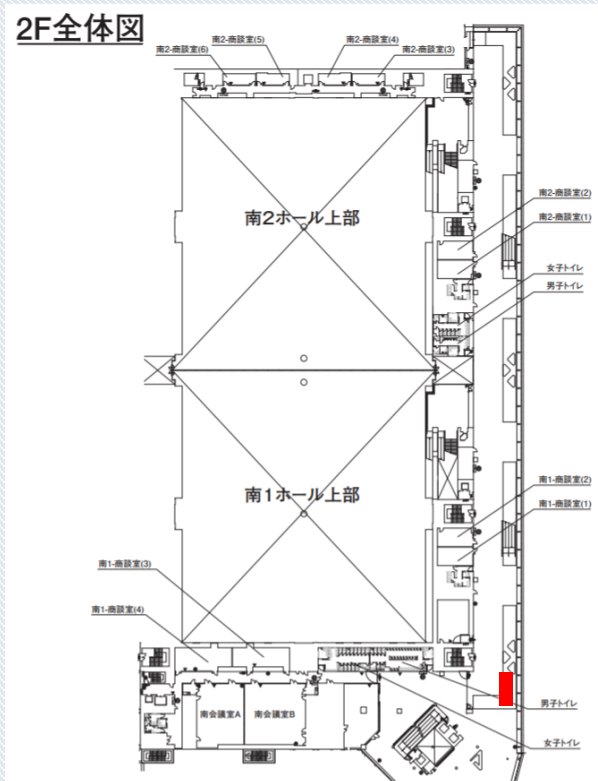 2F全体図
南2-商談室(5)
南2-商談室(4)
南2-商談室(6)
南2-商談室(3)
南2-商談室(2)
南2ホール上部
南2-商談室(1)
女子トイレ
男子トイレ
南1-商談室(2)
南1ホール上部
南1-商談室(1)
南1-商談室(3)
南1-商談室(4)
男子トイレ
南会議室A
南会議室B
女子トイレ